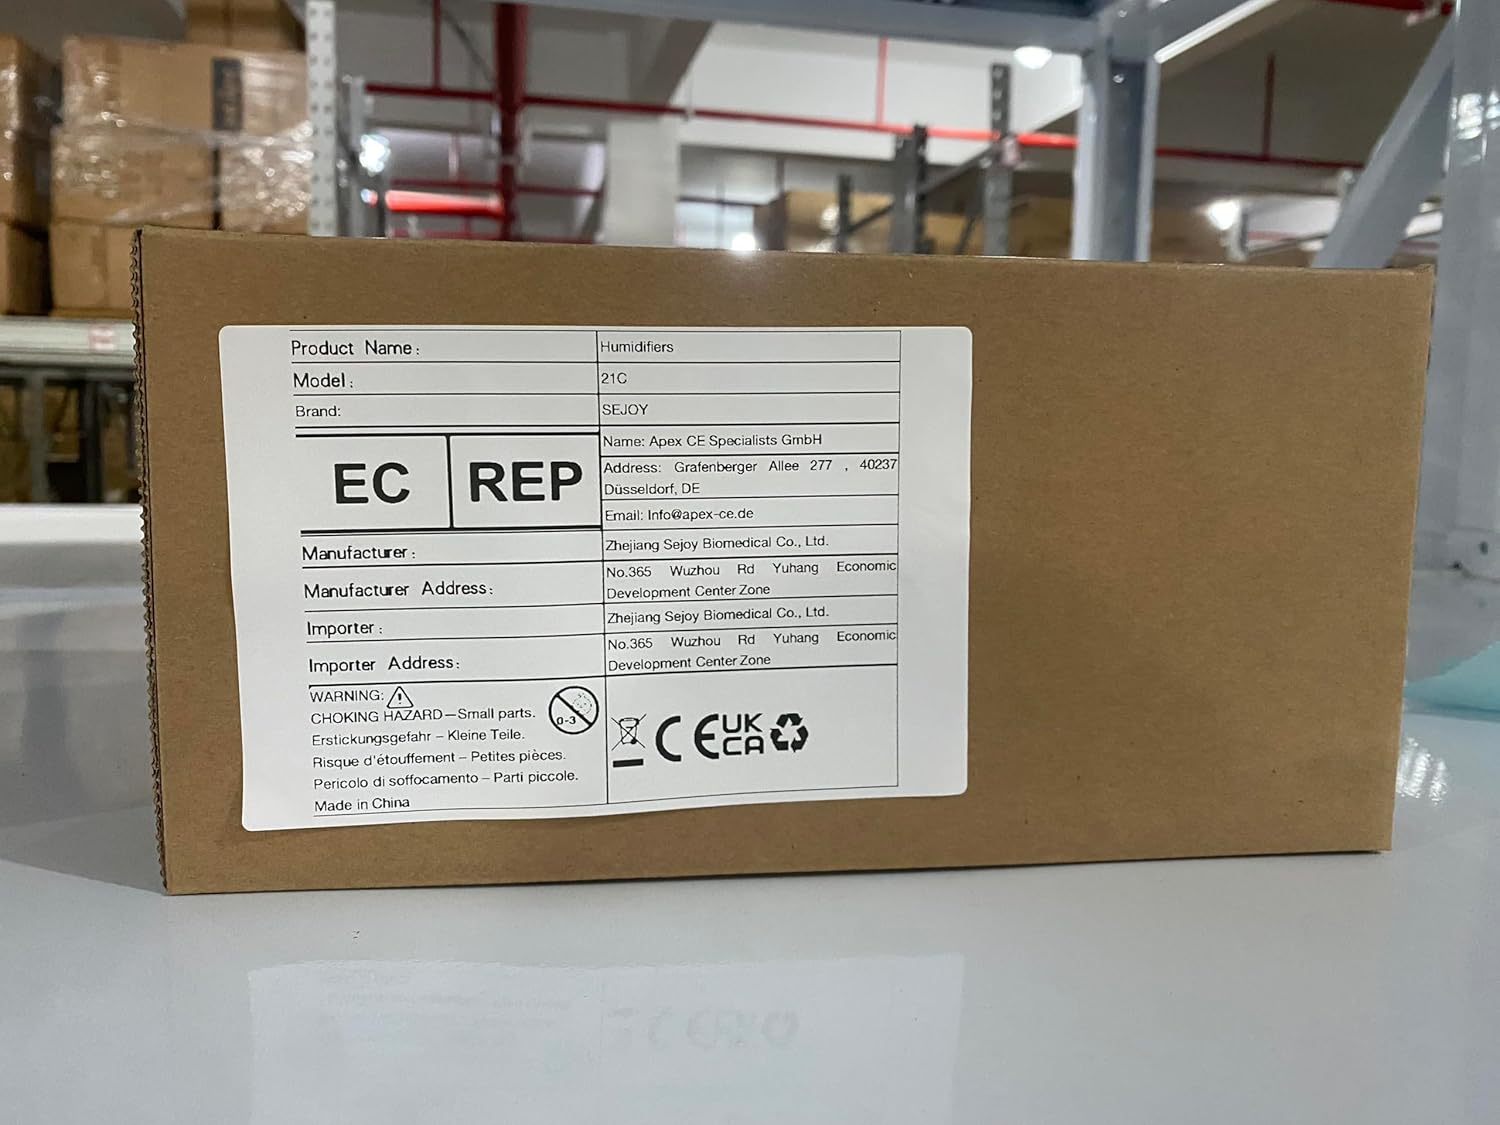 Product Name: Humidifiers
Model: 21C
Brand: SEJOY
EC REP
Name: Apex CE Specialists GmbH
Address: Grafenberger Allee 277 , 40237
Düsseldorf, DE
Email: Info@apex-ce.de
Manufacturer: Zhejiang Sejoy Biomedical Co., Ltd.
Manufacturer Address: No.365 Wuzhou Rd Yuhang Economic
Development Center Zone
Importer: Zhejiang Sejoy Biomedical Co., Ltd.
Importer Address: No.365 Wuzhou Rd Yuhang Economic
Development Center Zone
WARNING:
CHOKING HAZARD—Small parts.
0-3
Erstickungsgefahr – Kleine Teile.
Risque d'étouffement – Petites pièces.
Pericolo di soffocamento – Parti piccole.
Made in China
CE UK
CA